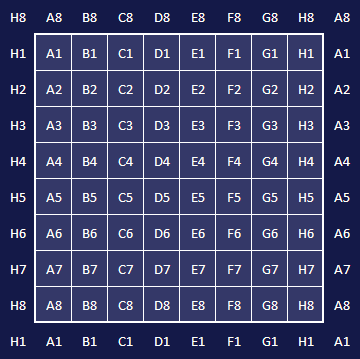 H8 A8 B8 C8 D8 E8 F8 G8 H8 A8
H1 A1 B1 C1 D1 E1 F1 G1 H1 A1
H2 A2 B2 C2 D2 E2 F2 G2 H2 A2
H3 A3 B3 C3 D3 E3 F3 G3 H3 A3
H4 A4 B4 C4 D4 E4 F4 G4 H4 A4
H5 A5 B5 C5 D5 E5 F5 G5 H5 A5
H6 A6 B6 C6 D6 E6 F6 G6 H6 A6
H7 A7 B7 C7 D7 E7 F7 G7 H7 A7
H8 A8 B8 C8 D8 E8 F8 G8 H8 A8
H1 A1 B1 C1 D1 E1 F1 G1 H1 A1